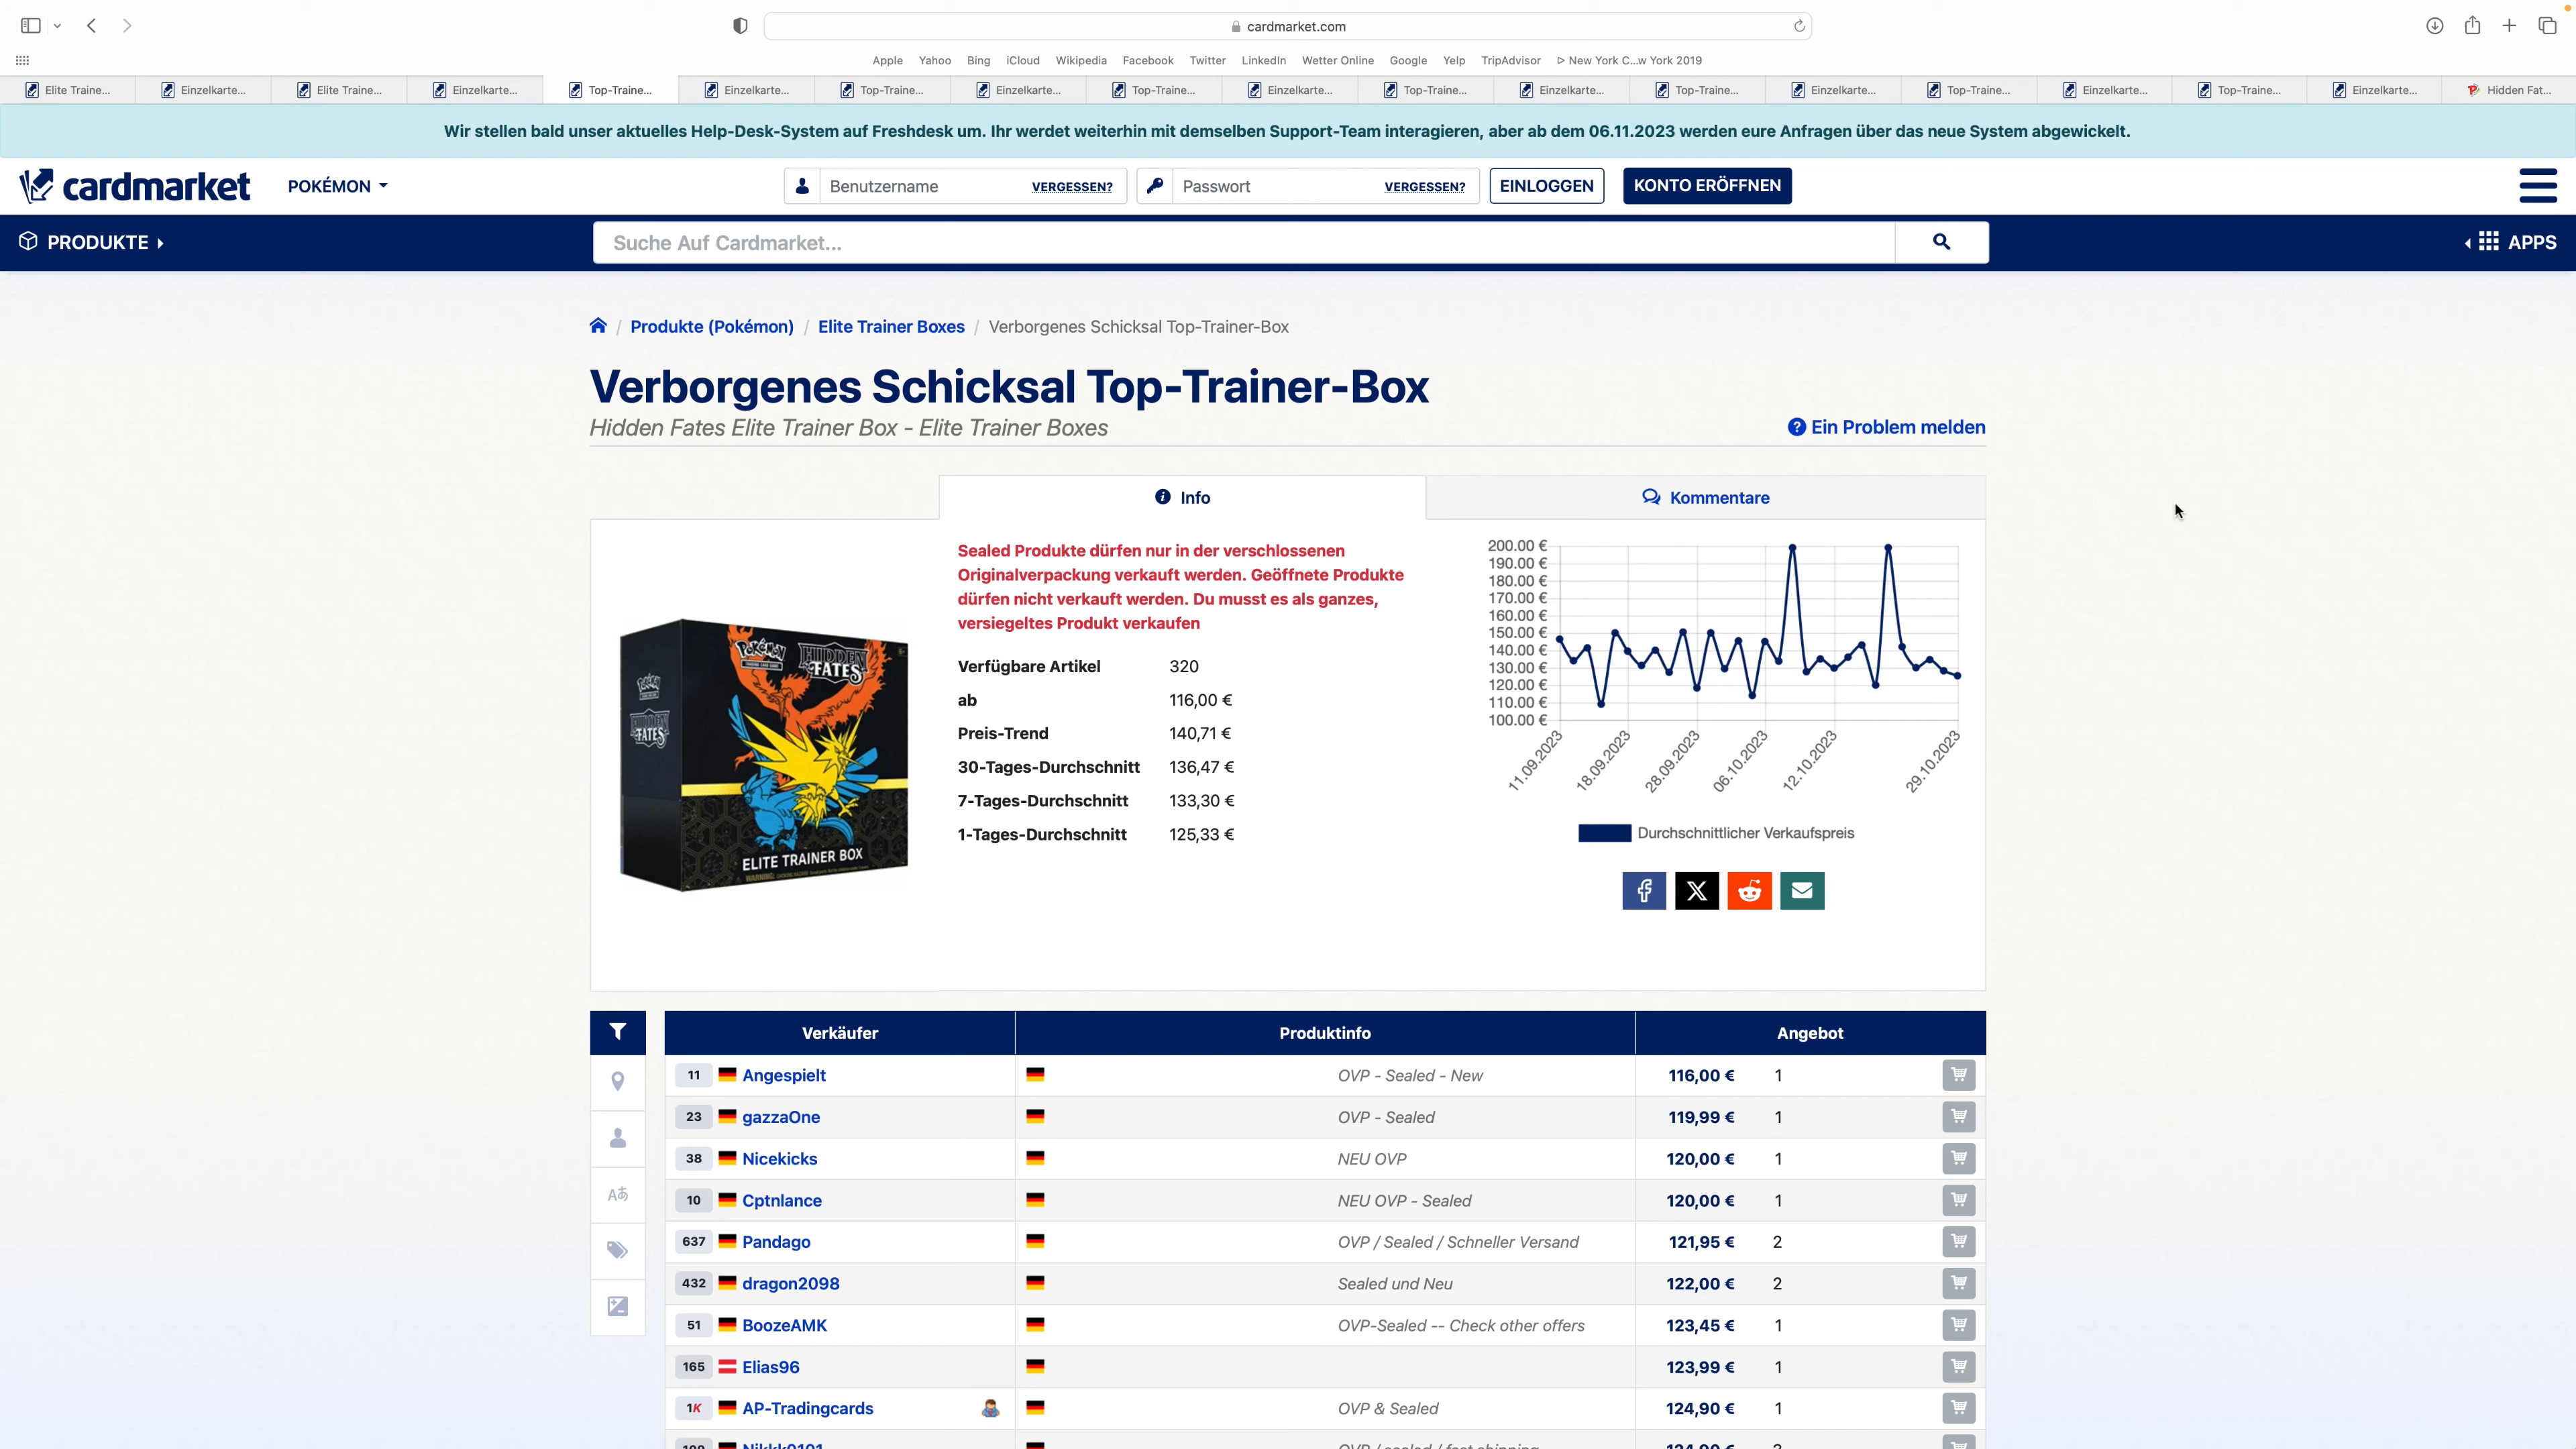 cardmarket.com
Apple Yahoo Bing iCloud Wikipedia Facebook Twitter LinkedIn Wetter Online Google Yelp TripAdvisor ▷ New York C...w York 2019
Elite Traine... Einzelkarte... Elite Traine... Einzelkarte... Top-Traine... Einzelkarte... Top-Traine... Einzelkarte... Top-Traine... Einzelkarte... Top-Traine... Einzelkarte... Top-Traine... Einzelkarte... Top-Traine... Einzelkarte... Top-Traine... Einzelkarte... Hidden Fat...
Wir stellen bald unser aktuelles Help-Desk-System auf Freshdesk um. Ihr werdet weiterhin mit demselben Support-Team interagieren, aber ab dem 06.11.2023 werden eure Anfragen über das neue System abgewickelt.
cardmarket POKÉMON Benutzername VERGESSEN? Passwort VERGESSEN? EINLOGGEN KONTO ERÖFFNEN
PRODUKTE Suche Auf Cardmarket... APPS
/ Produkte (Pokémon) / Elite Trainer Boxes / Verborgenes Schicksal Top-Trainer-Box
Verborgenes Schicksal Top-Trainer-Box
Hidden Fates Elite Trainer Box - Elite Trainer Boxes
Ein Problem melden
Info Kommentare
POKÉMON HIDDEN FATES
HIDDEN FATES
ELITE TRAINER BOX
Sealed Produkte dürfen nur in der verschlossenen
Originalverpackung verkauft werden. Geöffnete Produkte
dürfen nicht verkauft werden. Du musst es als ganzes,
versiegeltes Produkt verkaufen
Verfügbare Artikel 320
ab 116,00 €
Preis-Trend 140,71 €
30-Tages-Durchschnitt 136,47 €
7-Tages-Durchschnitt 133,30 €
1-Tages-Durchschnitt 125,33 €
200.00 €
190.00 €
180.00 €
170.00 €
160.00 €
150.00 €
140.00 €
130.00 €
120.00 €
110.00 €
100.00 €
11.09.2023 18.09.2023 28.09.2023 06.10.2023 12.10.2023 29.10.2023
Durchschnittlicher Verkaufspreis
Verkäufer Produktinfo Angebot
11 Angespielt OVP - Sealed - New 116,00 € 1
23 gazzaOne OVP - Sealed 119,99 € 1
38 Nicekicks NEU OVP 120,00 € 1
10 Cptnlance NEU OVP - Sealed 120,00 € 1
637 Pandago OVP / Sealed / Schneller Versand 121,95 € 2
432 dragon2098 Sealed und Neu 122,00 € 2
51 BoozeAMK OVP-Sealed -- Check other offers 123,45 € 1
165 Elias96 123,99 € 1
1K AP-Tradingcards OVP & Sealed 124,90 € 1